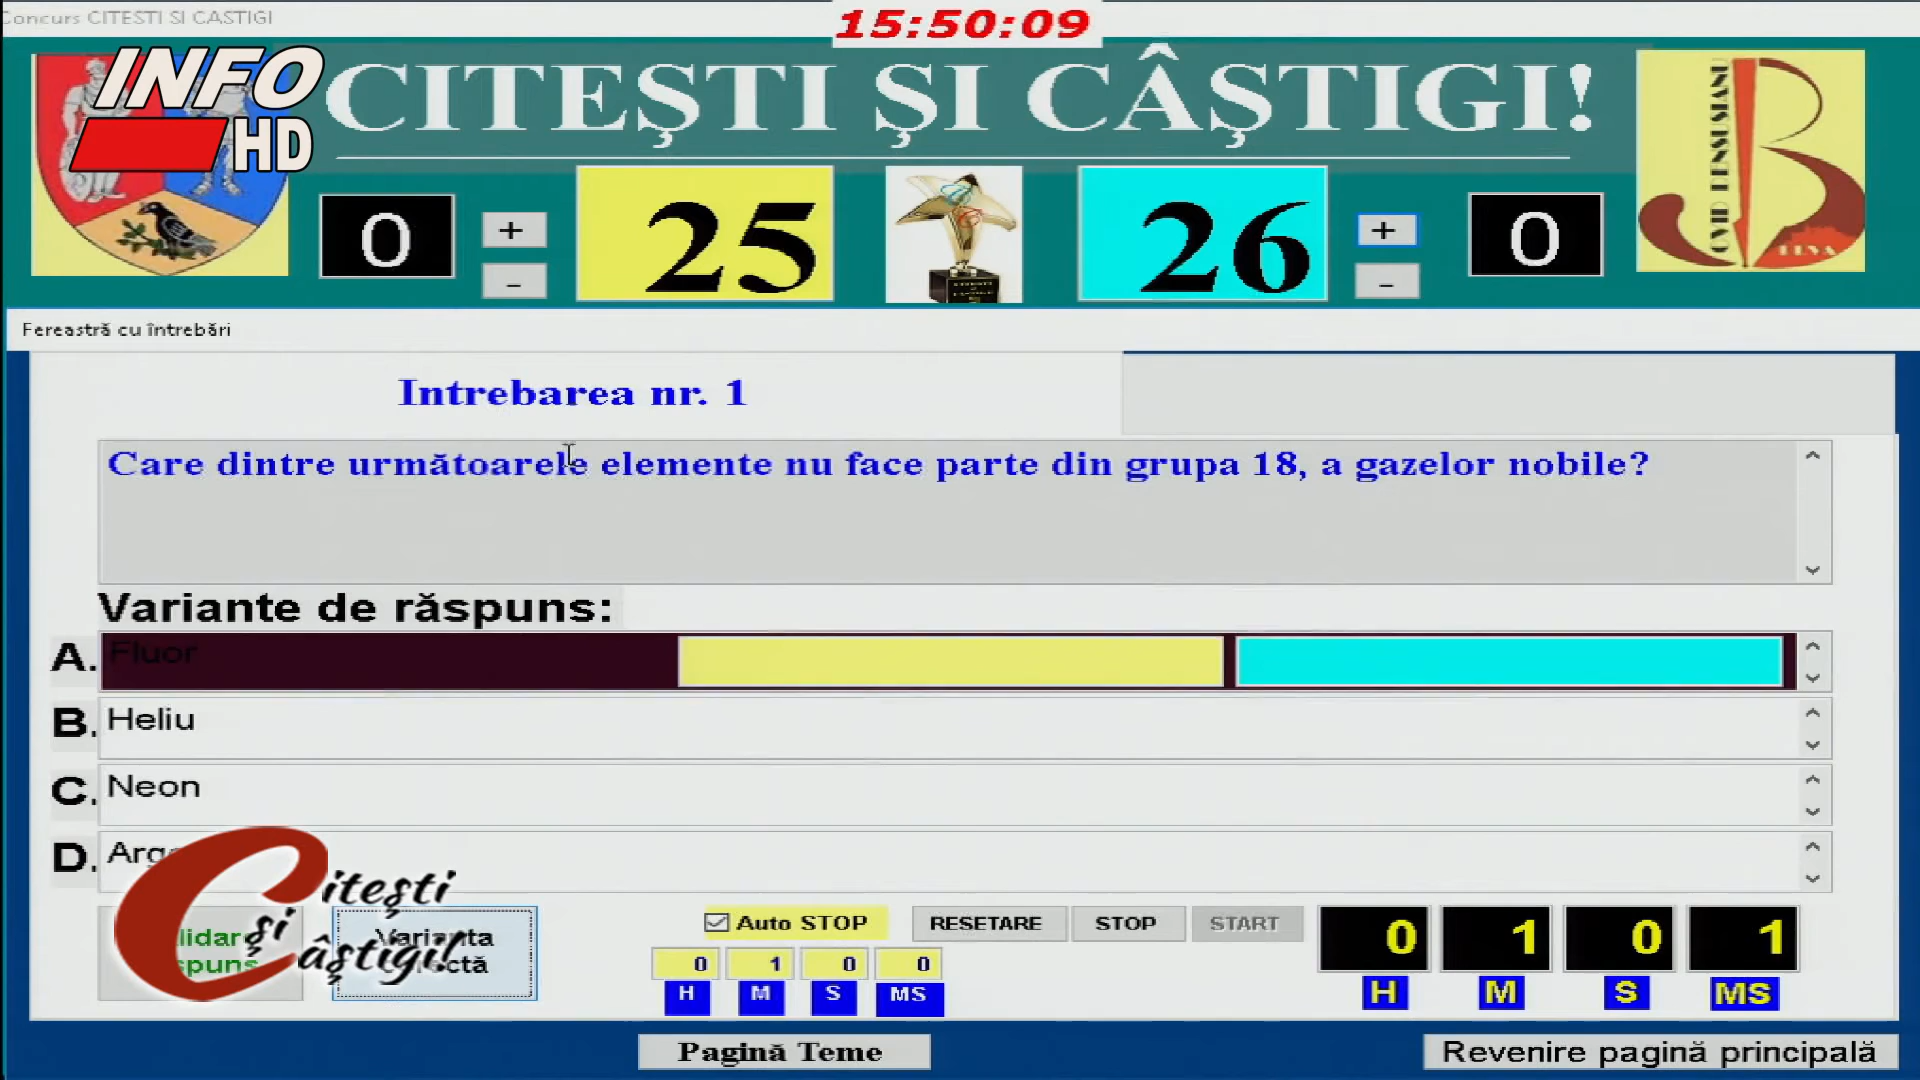 Concurs CITESTI SI CASTIGI
15:50:09
INFO
HD
CITEŞTI ŞI CÂŞTIGI!
0
+
-
25
26
+
-
0
OVID DENSUSIANU
Fereastră cu întrebări
Intrebarea nr. 1
Care dintre următoarele elemente nu face parte din grupa 18, a gazelor nobile?
Variante de răspuns:
A. Fluor
B. Heliu
C. Neon
D.
Citeşti
şi
Câştigi!
Auto STOP
RESETARE
STOP
START
0 1 0 0
H M S MS
0 1 0 1
H M S MS
Pagină Teme
Revenire pagină principală